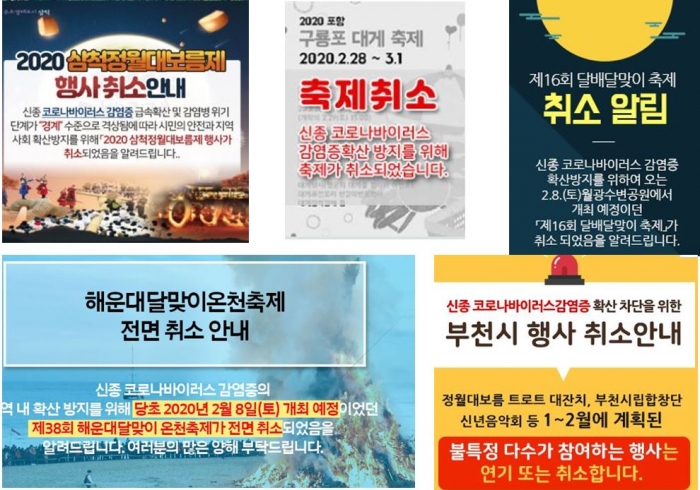 2020 삼척정월대보름제
행사 취소안내
신종 코로나바이러스 감염증 급속확산 및 감염병 위기
단계가 "경계" 수준으로 격상됨에 따라 시민의 안전과 지역
사회 확산방지를 위해 「2020 삼척정월대보름제 행사가
취소되었음을 알려드립니다..
2020 포항
구룡포 대게 축제
2020.2.28 ~ 3.1
축제취소
신종 코로나바이러스
감염증확산 방지를 위해
축제가 취소되었습니다.
제16회 달배달맞이 축제
취소 알림
신종 코로나바이러스 감염증
확산방지를 위하여 오는
2.8.(토)월광수변공원에서
개최 예정이던
「제16회 달배달맞이 축제」가
취소 되었음을 알려드립니다.
해운대달맞이온천축제
전면 취소 안내
신종 코로나바이러스 감염증의
역 내 확산 방지를 위해 당초 2020년 2월 8일(토) 개최 예정이었던
제38회 해운대달맞이 온천축제가 전면 취소되었음을
알려드립니다. 여러분의 많은 양해 부탁드립니다.
신종 코로나바이러스감염증 확산 차단을 위한
부천시 행사 취소안내
정월대보름 트로트 대잔치, 부천시립합창단
신년음악회 등 1~2월에 계획된
불특정 다수가 참여하는 행사는
연기 또는 취소합니다.